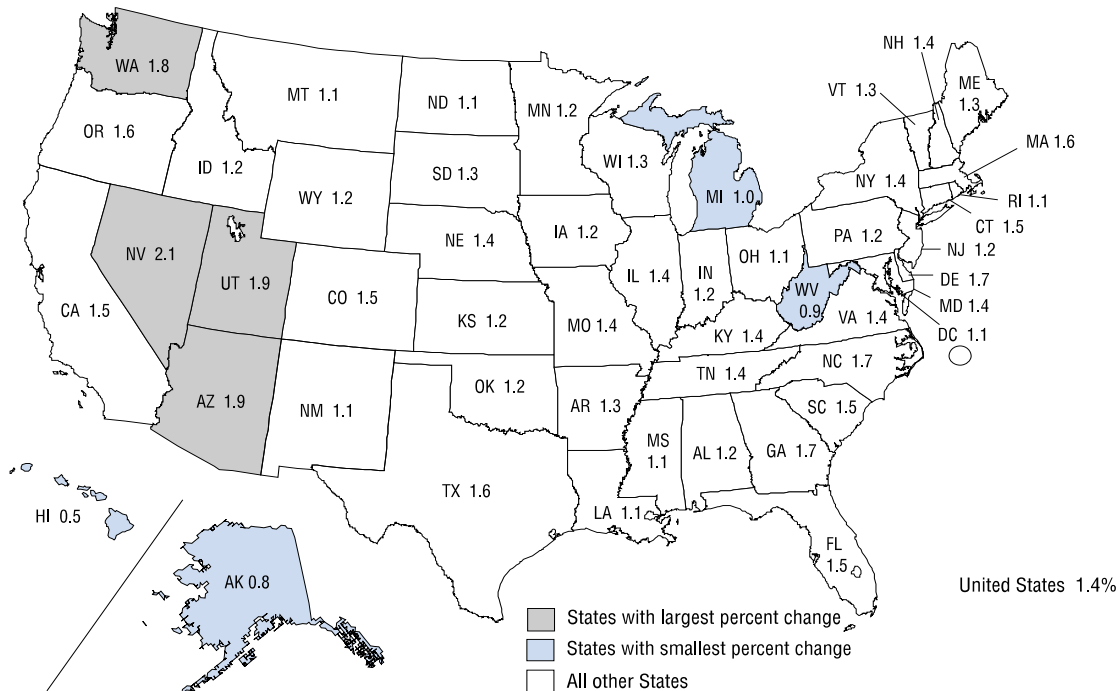 WA 1.8
NH 1.4
ME
1.3
VT 1.3
MT 1.1
ND 1.1
MN 1.2
OR 1.6
MA 1.6
ID 1.2
WI 1.3
SD 1.3
NY 1.4
WY 1.2
MI 1.0
RI 1.1
CT 1.5
NE 1.4
IA 1.2
PA 1.2
NJ 1.2
NV 2.1
OH 1.1
UT 1.9
IL 1.4
IN
1.2
DE 1.7
CA 1.5
CO 1.5
WV
0.9
MD 1.4
KS 1.2
MO 1.4
VA 1.4
DC 1.1
KY 1.4
NC 1.7
TN 1.4
OK 1.2
AZ 1.9
NM 1.1
AR 1.3
SC 1.5
MS
1.1
AL 1.2
GA 1.7
TX 1.6
LA 1.1
HI 0.5
FL
1.5
AK 0.8
United States 1.4%
States with largest percent change
States with smallest percent change
All other States